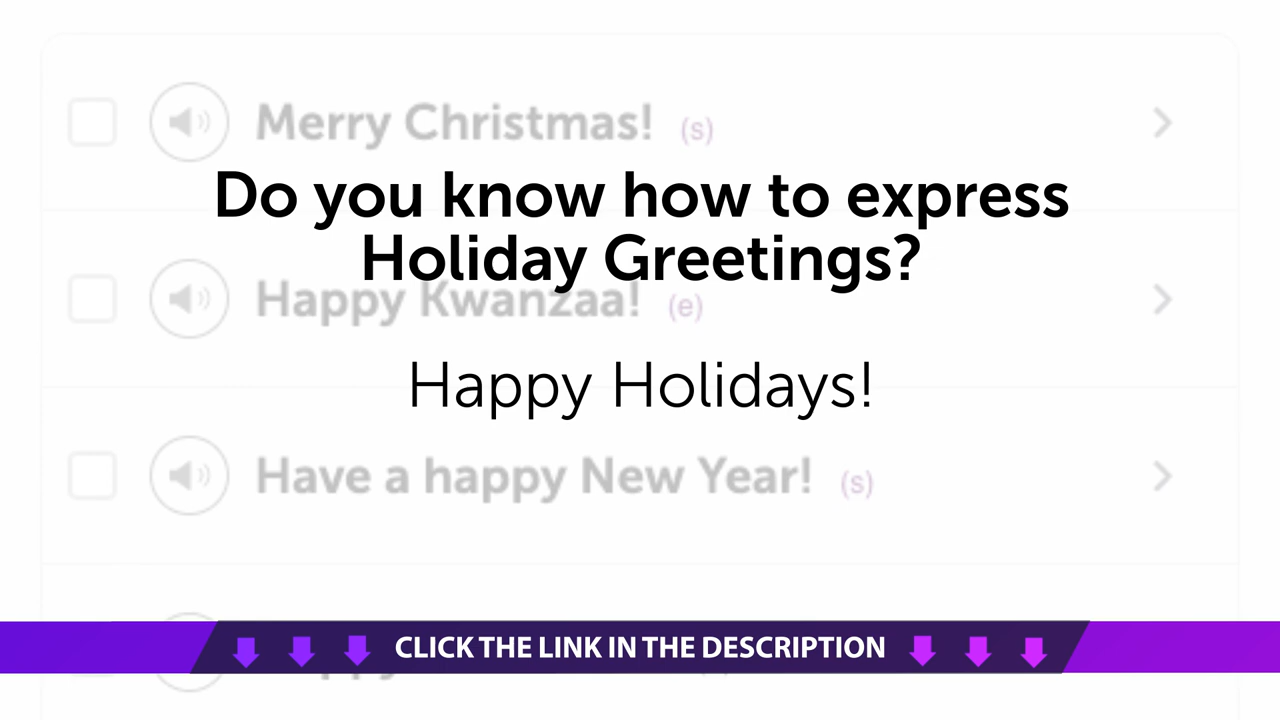 Merry Christmas! (s)
Do you know how to express
Holiday Greetings?
Happy Kwanzaa! (e)
Happy Holidays!
Have a happy New Year! (s)
CLICK THE LINK IN THE DESCRIPTION